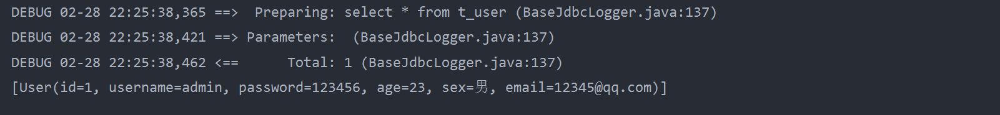 DEBUG 02-28 22:25:38,365 ==>  Preparing: select * from t_user (BaseJdbcLogger.java:137)
DEBUG 02-28 22:25:38,421 ==> Parameters:  (BaseJdbcLogger.java:137)
DEBUG 02-28 22:25:38,462 <==      Total: 1 (BaseJdbcLogger.java:137)
[User(id=1, username=admin, password=123456, age=23, sex=男, email=12345@qq.com)]